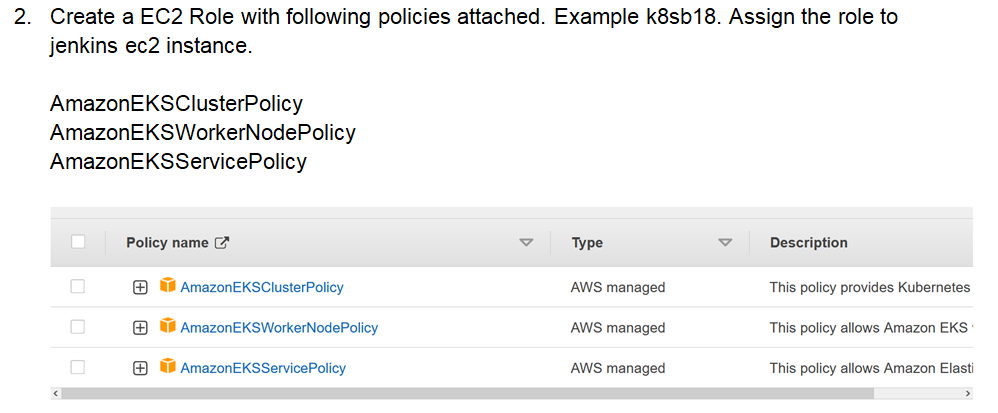 2. Create a EC2 Role with following policies attached. Example k8sb18. Assign the role to
jenkins ec2 instance.
AmazonEKSClusterPolicy
AmazonEKSWorkerNodePolicy
AmazonEKSServicePolicy
Policy name Type Description
AmazonEKSClusterPolicy AWS managed This policy provides Kubernetes
AmazonEKSWorkerNodePolicy AWS managed This policy allows Amazon EKS
AmazonEKSServicePolicy AWS managed This policy allows Amazon Elasti